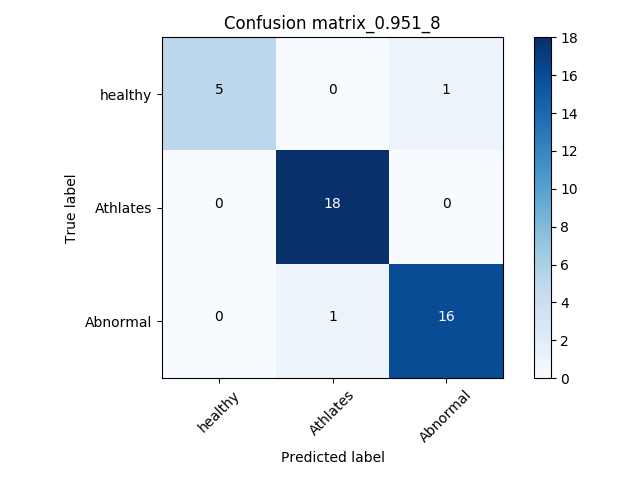 Confusion matrix_0.951_8
True label
healthy 5 0 1
Athlates 0 18 0
Abnormal 0 1 16
healthy Athlates Abnormal
Predicted label
18
16
14
12
10
8
6
4
2
0